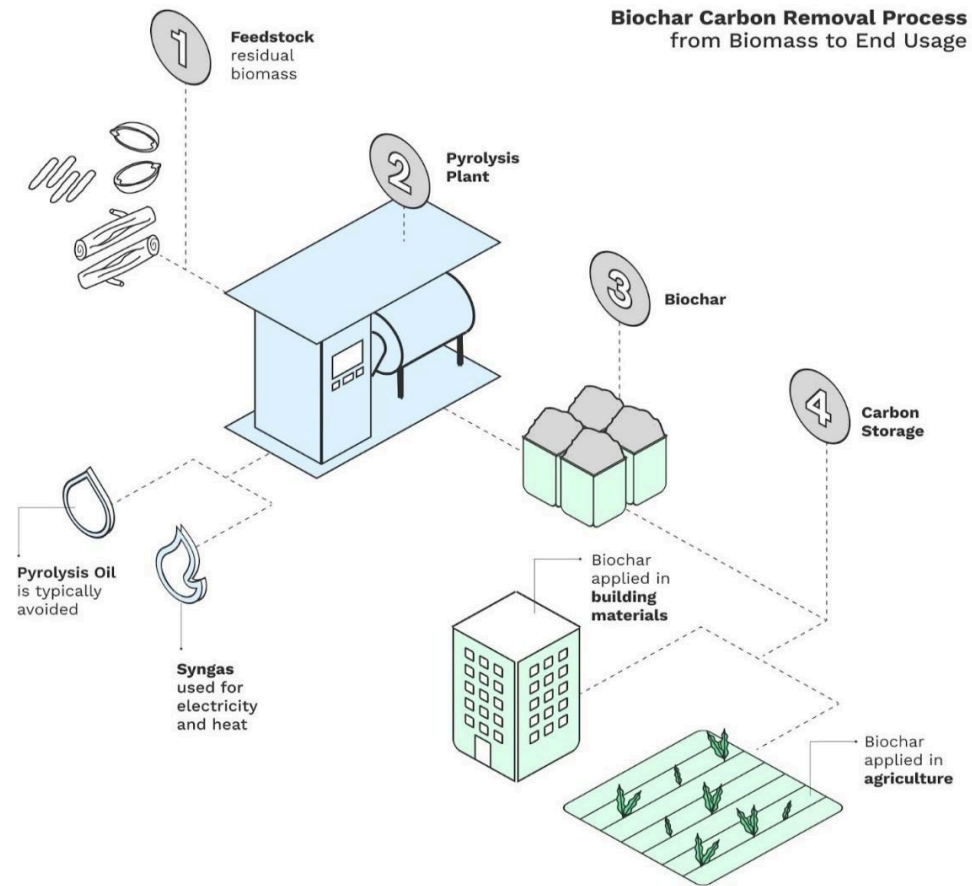 Biochar Carbon Removal Process
from Biomass to End Usage
1
Feedstock
residual
biomass
2
Pyrolysis
Plant
3
Biochar
4
Carbon
Storage
Pyrolysis Oil
is typically
avoided
Syngas
used for
electricity
and heat
Biochar
applied in
building
materials
Biochar
applied in
agriculture